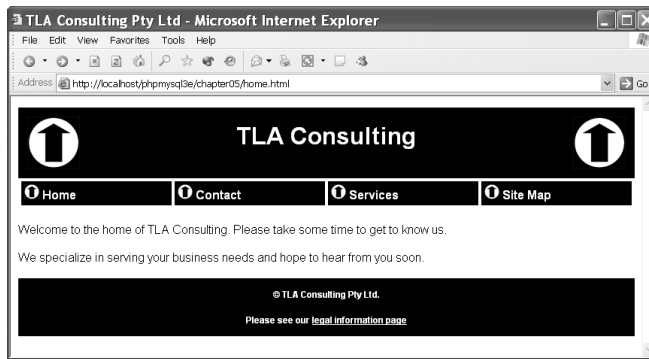 TLA Consulting Pty Ltd - Microsoft Internet Explorer
File Edit View Favorites Tools Help
Address http://localhost/phpmysql3e/chapter05/home.html Go
TLA Consulting
Home Contact Services Site Map
Welcome to the home of TLA Consulting. Please take some time to get to know us.
We specialize in serving your business needs and hope to hear from you soon.
© TLA Consulting Pty Ltd.
Please see our legal information page